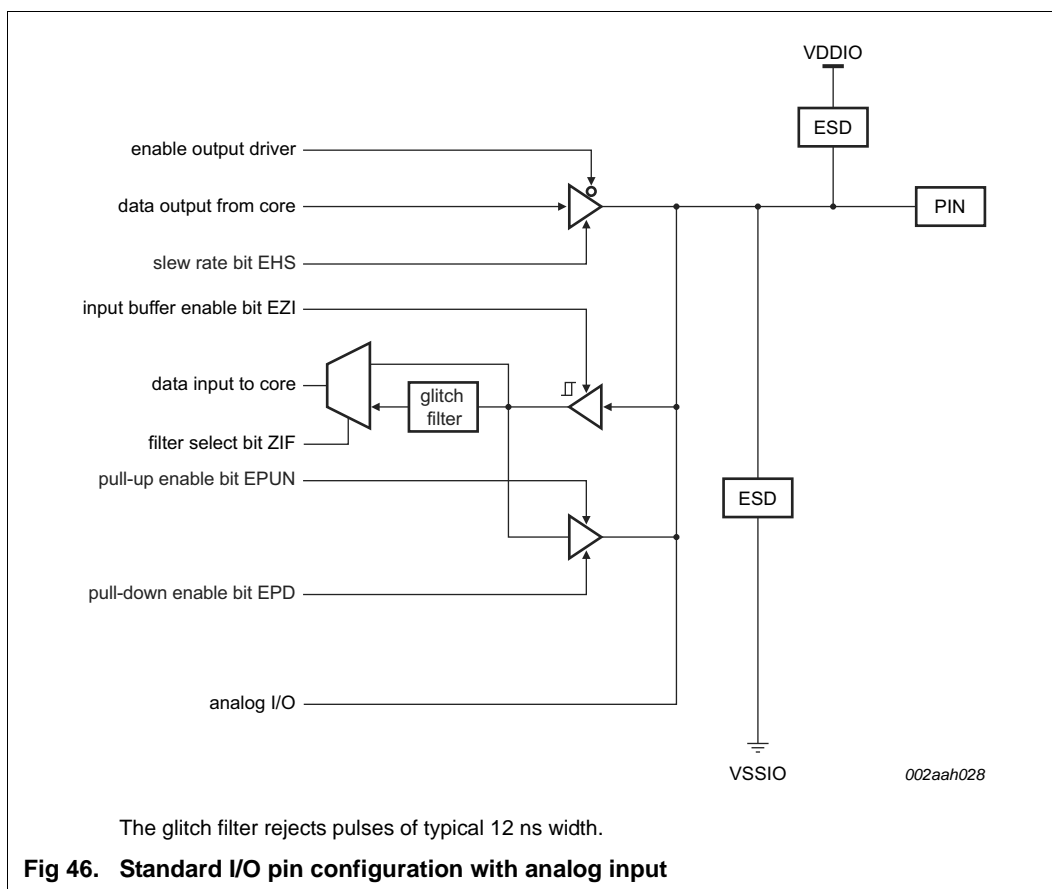 VDDIO
ESD
enable output driver
data output from core
PIN
slew rate bit EHS
input buffer enable bit EZI
data input to core
glitch
filter
filter select bit ZIF
pull-up enable bit EPUN
ESD
pull-down enable bit EPD
analog I/O
VSSIO
002aah028
The glitch filter rejects pulses of typical 12 ns width.
Fig 46. Standard I/O pin configuration with analog input